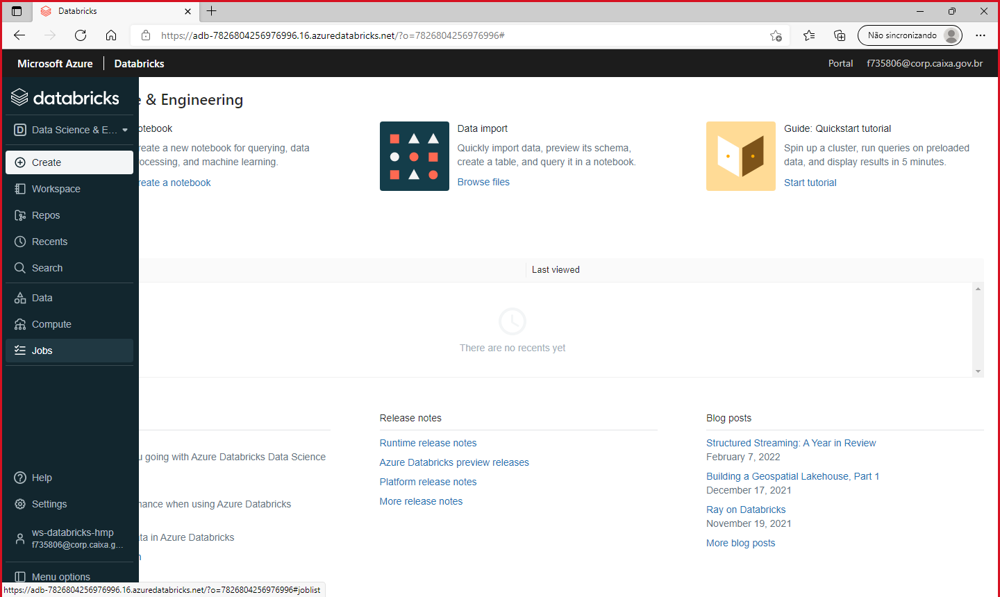 Databricks
https://adb-7826804256976996.16.azuredatabricks.net/?o=7826804256976996#
Não sincronizando
Microsoft Azure
Databricks
Portal
f735806@corp.caixa.gov.br
databricks
Data Science & E...
Create
Workspace
Repos
Recents
Search
Data
Compute
Jobs
Help
Settings
ws-databricks-hmp
f735806@corp.caixa.g...
Menu options
https://adb-7826804256976996.16.azuredatabricks.net/?o=7826804256976996#joblist
& Engineering
otebook
reate a new notebook for querying, data
rocessing, and machine learning.
reate a notebook
Data import
Quickly import data, preview its schema,
create a table, and query it in a notebook.
Browse files
Guide: Quickstart tutorial
Spin up a cluster, run queries on preloaded
data, and display results in 5 minutes.
Start tutorial
Last viewed
There are no recents yet
u going with Azure Databricks Data Science
nance when using Azure Databricks
ta in Azure Databricks
Release notes
Runtime release notes
Azure Databricks preview releases
Platform release notes
More release notes
Blog posts
Structured Streaming: A Year in Review
February 7, 2022
Building a Geospatial Lakehouse, Part 1
December 17, 2021
Ray on Databricks
November 19, 2021
More blog posts